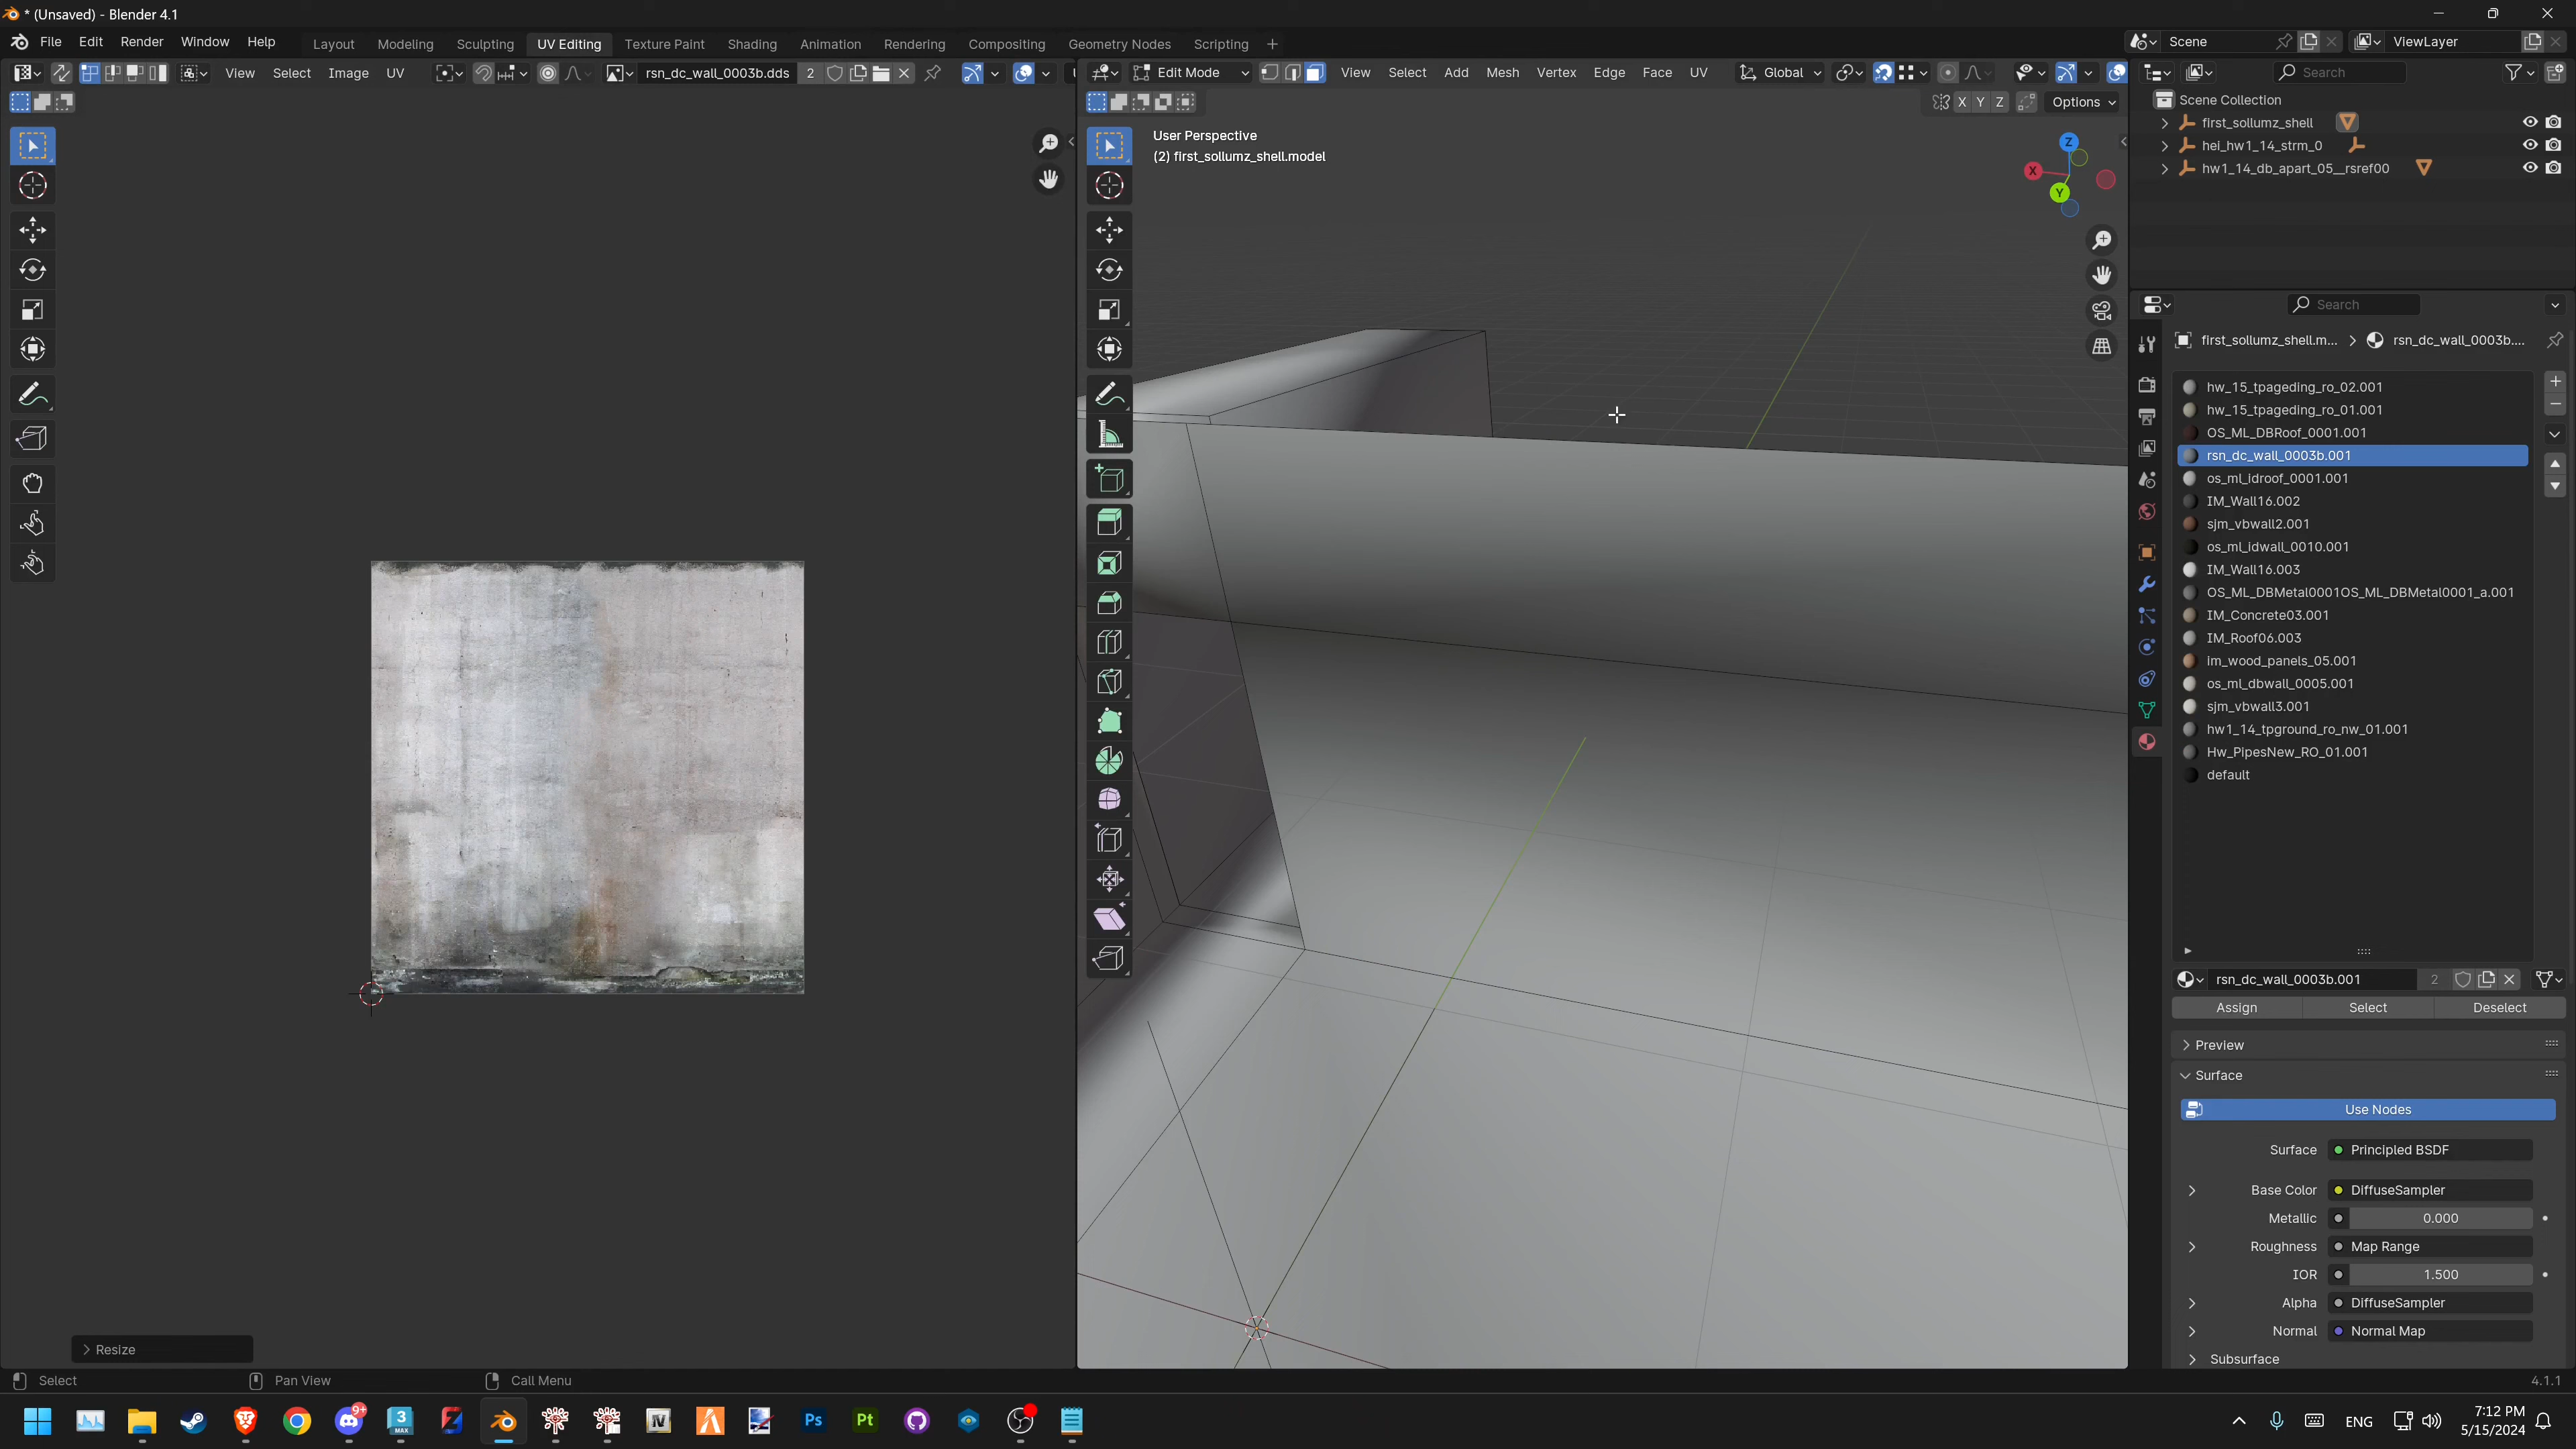 * (Unsaved) - Blender 4.1
File Edit Render Window Help
Layout Modeling Sculpting UV Editing Texture Paint Shading Animation Rendering Compositing Geometry Nodes Scripting +
Scene
ViewLayer
View Select Image UV
rsn_dc_wall_0003b.dds 2
Edit Mode
View Select Add Mesh Vertex Edge Face UV
Global
Search
X Y Z Options
User Perspective
(2) first_sollumz_shell.model
Z
X
Y
Scene Collection
first_sollumz_shell
hei_hw1_14_strm_0
hw1_14_db_apart_05__rsref00
Search
first_sollumz_shell.m... > rsn_dc_wall_0003b....
hw_15_tpageding_ro_02.001
hw_15_tpageding_ro_01.001
OS_ML_DBRoof_0001.001
rsn_dc_wall_0003b.001
os_ml_idroof_0001.001
IM_Wall16.002
sjm_vbwall2.001
os_ml_idwall_0010.001
IM_Wall16.003
OS_ML_DBMetal0001OS_ML_DBMetal0001_a.001
IM_Concrete03.001
IM_Roof06.003
im_wood_panels_05.001
os_ml_dbwall_0005.001
sjm_vbwall3.001
hw1_14_tpground_ro_nw_01.001
Hw_PipesNew_RO_01.001
default
rsn_dc_wall_0003b.001 2
Assign Select Deselect
Preview
Surface
Use Nodes
Surface Principled BSDF
Base Color DiffuseSampler
Metallic 0.000
Roughness Map Range
IOR 1.500
Alpha DiffuseSampler
Normal Normal Map
Subsurface
Resize
Select Pan View Call Menu
4.1.1
9+
3
MAX
IV
Ps
Pt
ENG
7:12 PM
5/15/2024